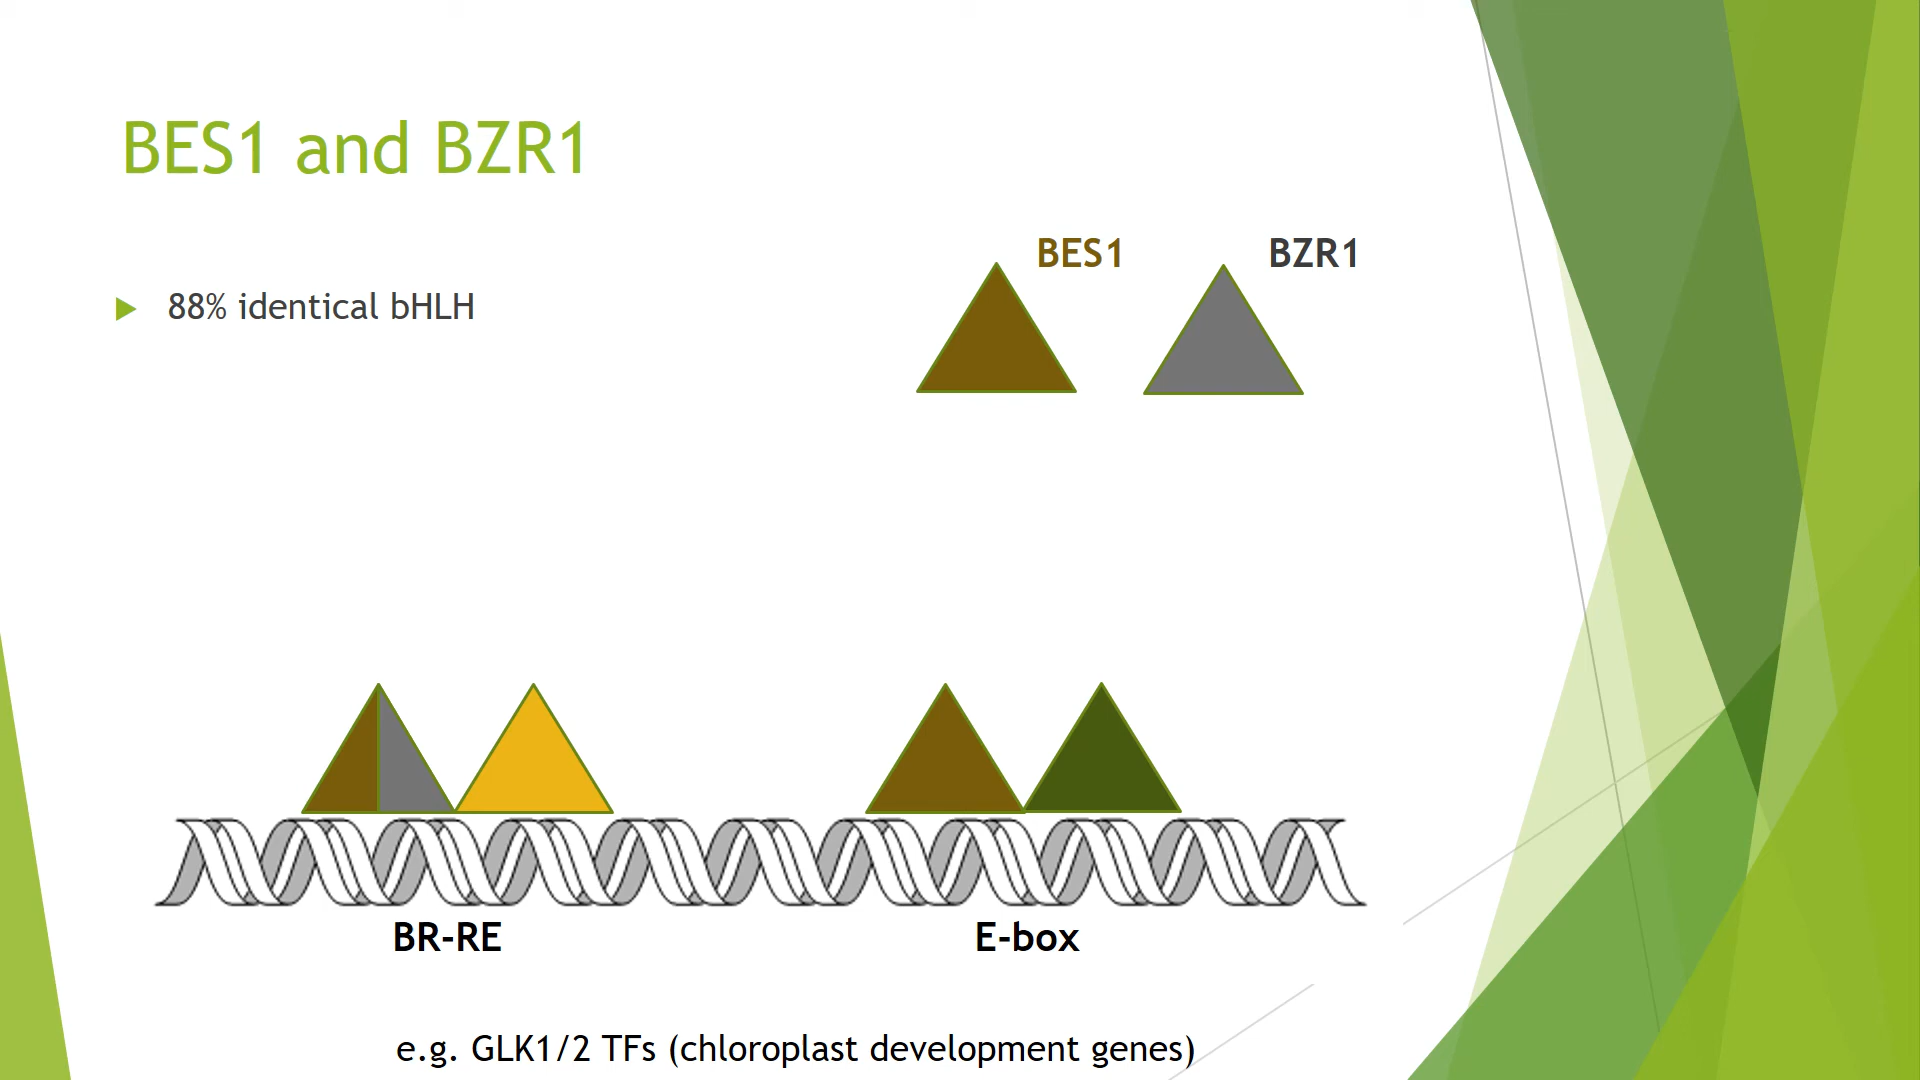 BES1 and BZR1
BES1
BZR1
88% identical bHLH
BR-RE
E-box
e.g. GLK1/2 TFs (chloroplast development genes)